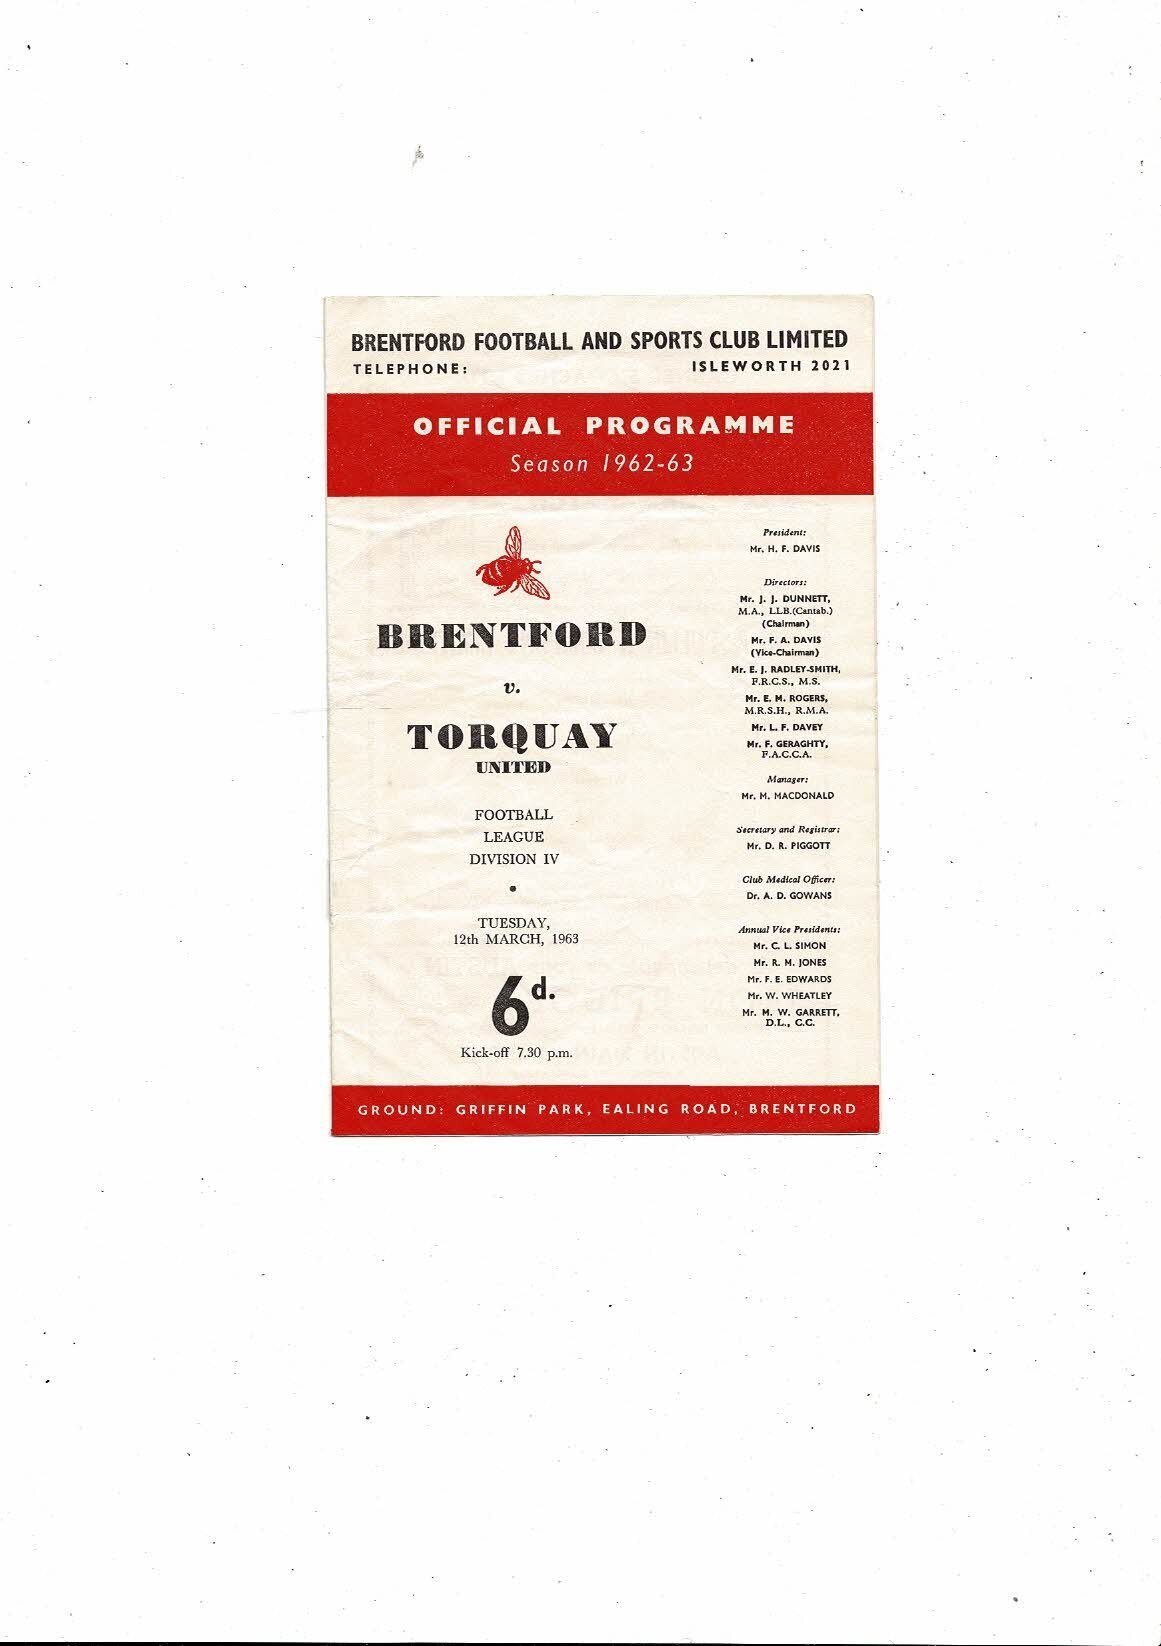 BRENTFORD FOOTBALL AND SPORTS CLUB LIMITED
TELEPHONE: ISLEWORTH 2021
OFFICIAL PROGRAMME
Season 1962-63
BRENTFORD
v.
TORQUAY
UNITED
FOOTBALL
LEAGUE
DIVISION IV
TUESDAY,
12th MARCH, 1963
6d.
Kick-off 7.30 p.m.
President:
Mr. H. F. DAVIS
Directors:
Mr. J. J. DUNNETT,
M.A., LLB.(Cantab.)
(Chairman)
Mr. F. A. DAVIS
(Vice-Chairman)
Mr. E. J. RADLEY-SMITH,
F.R.C.S., M.S.
Mr. E. M. ROGERS,
M.R.S.H., R.M.A.
Mr. L. F. DAVEY
Mr. F. GERAGHTY,
F.A.C.C.A.
Manager:
Mr. M. MACDONALD
Secretary and Registrar:
Mr. D. R. PIGGOTT
Club Medical Officer:
Dr. A. D. GOWANS
Annual Vice Presidents:
Mr. C. L. SIMON
Mr. R. M. JONES
Mr. F. E. EDWARDS
Mr. W. WHEATLEY
Mr. M. W. GARRETT,
D.L., C.C.
GROUND: GRIFFIN PARK, EALING ROAD, BRENTFORD